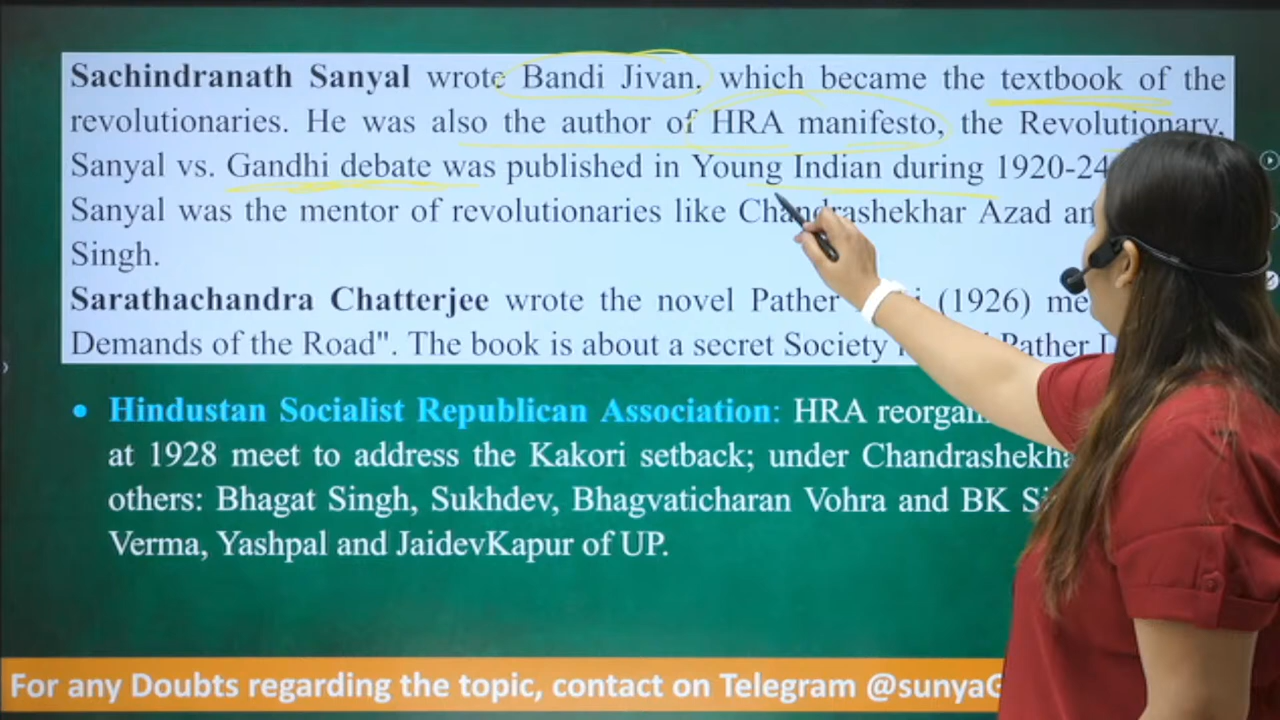 Sachindranath Sanyal wrote Bandi Jivan, which became the textbook of the
revolutionaries. He was also the author of HRA manifesto, the Revolutionary.
Sanyal vs. Gandhi debate was published in Young Indian during 1920-24
Sanyal was the mentor of revolutionaries like Chandrashekhar Azad
Singh.
Sarathachandra Chatterjee wrote the novel Pather (1926)
Demands of the Road". The book is about a secret Society Pather
• Hindustan Socialist Republican Association: HRA
at 1928 meet to address the Kakori setback; under
others: Bhagat Singh, Sukhdev, Bhagvaticharan Vohra and BK
Verma, Yashpal and JaidevKapur of UP.
For any Doubts regarding the topic, contact on Telegram